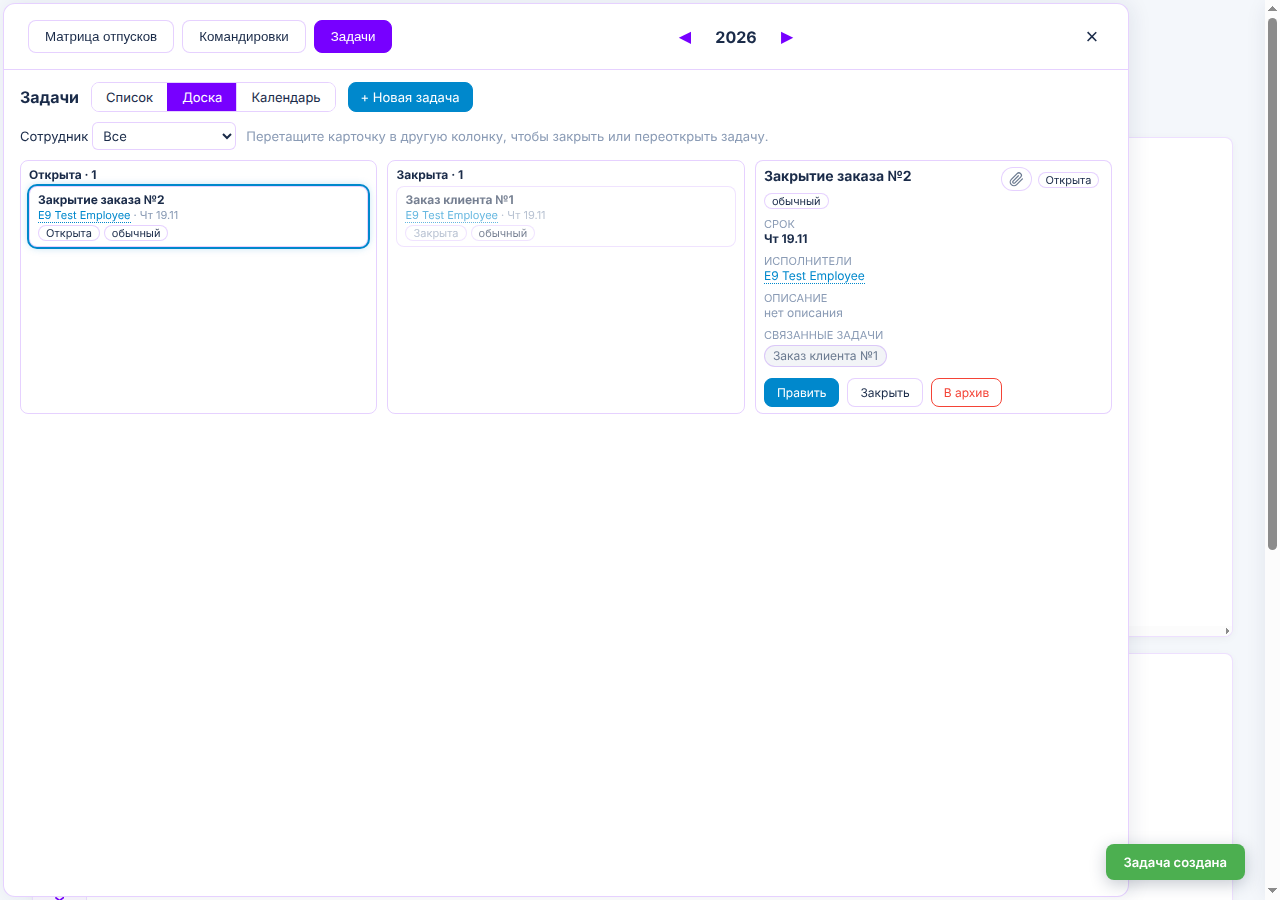 Матрица отпусков Командировки Задачи ◀ 2026 ▶ ✕
Задачи Список Доска Календарь + Новая задача
Сотрудник Все Перетащите карточку в другую колонку, чтобы закрыть или переоткрыть задачу.
Открыта · 1
Закрытие заказа №2
E9 Test Employee · Чт 19.11
Открыта обычный
Закрыта · 1
Заказ клиента №1
E9 Test Employee · Чт 19.11
Закрыта обычный
Закрытие заказа №2 Открыта
обычный
СРОК
Чт 19.11
ИСПОЛНИТЕЛИ
E9 Test Employee
ОПИСАНИЕ
нет описания
СВЯЗАННЫЕ ЗАДАЧИ
Заказ клиента №1
Править Закрыть В архив
Задача создана